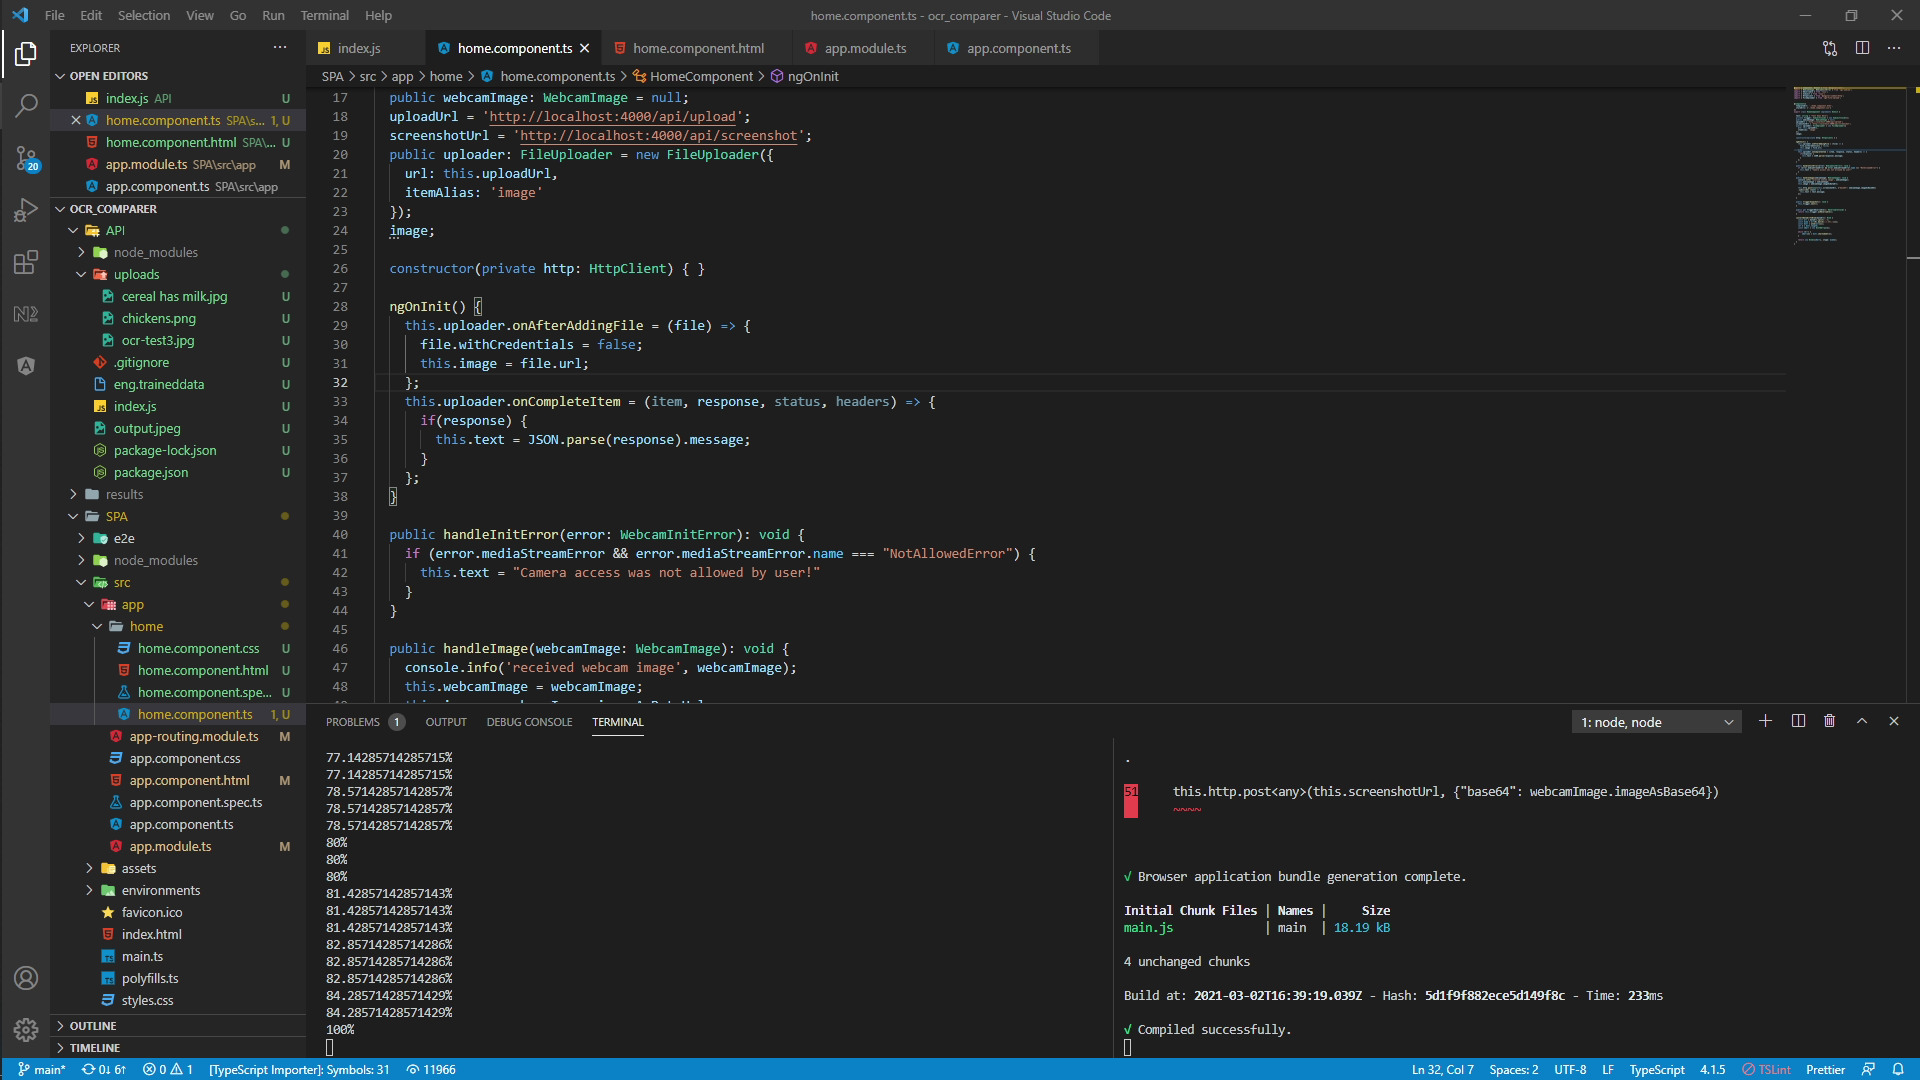 File Edit Selection View Go Run Terminal Help
home.component.ts - ocr_comparer - Visual Studio Code
EXPLORER
OPEN EDITORS
index.js API U
home.component.ts SPA\s... 1, U
home.component.html SPA\... U
app.module.ts SPA\src\app M
app.component.ts SPA\src\app
OCR_COMPARER
API
node_modules
uploads
cereal has milk.jpg U
chickens.png U
ocr-test3.jpg U
.gitignore U
eng.traineddata U
index.js U
output.jpeg U
package-lock.json U
package.json U
results
SPA
e2e
node_modules
src
app
home
home.component.css U
home.component.html U
home.component.spe... U
home.component.ts 1, U
app-routing.module.ts M
app.component.css
app.component.html M
app.component.spec.ts
app.component.ts
app.module.ts M
assets
environments
favicon.ico
index.html
main.ts
polyfills.ts
styles.css
OUTLINE
TIMELINE
20
index.js home.component.ts home.component.html app.module.ts app.component.ts
SPA > src > app > home > home.component.ts > HomeComponent > ngOnInit
17 public webcamImage: WebcamImage = null;
18 uploadUrl = 'http://localhost:4000/api/upload';
19 screenshotUrl = 'http://localhost:4000/api/screenshot';
20 public uploader: FileUploader = new FileUploader({
21 url: this.uploadUrl,
22 itemAlias: 'image'
23 });
24 image;
25
26 constructor(private http: HttpClient) { }
27
28 ngOnInit() {
29 this.uploader.onAfterAddingFile = (file) => {
30 file.withCredentials = false;
31 this.image = file.url;
32 };
33 this.uploader.onCompleteItem = (item, response, status, headers) => {
34 if(response) {
35 this.text = JSON.parse(response).message;
36 }
37 };
38 }
39
40 public handleInitError(error: WebcamInitError): void {
41 if (error.mediaStreamError && error.mediaStreamError.name === "NotAllowedError") {
42 this.text = "Camera access was not allowed by user!"
43 }
44 }
45
46 public handleImage(webcamImage: WebcamImage): void {
47 console.info('received webcam image', webcamImage);
48 this.webcamImage = webcamImage;
PROBLEMS 1 OUTPUT DEBUG CONSOLE TERMINAL
1: node, node
77.14285714285715%
77.14285714285715%
78.57142857142857%
78.57142857142857%
78.57142857142857%
80%
80%
80%
81.42857142857143%
81.42857142857143%
81.42857142857143%
82.85714285714286%
82.85714285714286%
82.85714285714286%
84.28571428571429%
84.28571428571429%
100%
.
51 this.http.post<any>(this.screenshotUrl, {"base64": webcamImage.imageAsBase64})
~~~~
√ Browser application bundle generation complete.
Initial Chunk Files | Names | Size
main.js | main | 18.19 kB
4 unchanged chunks
Build at: 2021-03-02T16:39:19.039Z - Hash: 5d1f9f882ece5d149f8c - Time: 233ms
√ Compiled successfully.
main* 0↓ 6↑ 0 1 [TypeScript Importer]: Symbols: 31 11966
Ln 32, Col 7 Spaces: 2 UTF-8 LF TypeScript 4.1.5 TSLint Prettier